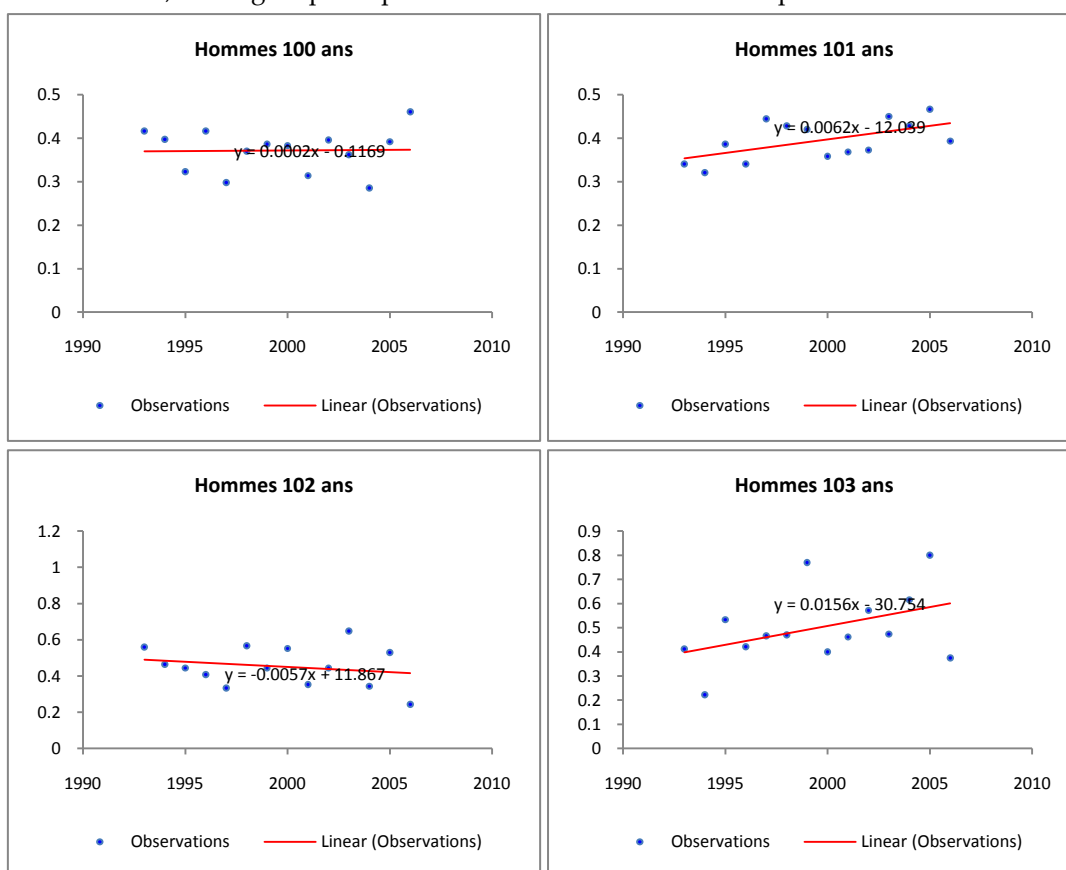 Hommes 100 ans
0.5
0.4
y = 0.0002x - 0.1169
0.3
0.2
0.1
0
1990 1995 2000 2005 2010
Observations Linear (Observations)
Hommes 101 ans
0.5
y = 0.0062x - 12.039
0.4
0.3
0.2
0.1
0
1990 1995 2000 2005 2010
Observations Linear (Observations)
Hommes 102 ans
1.2
1
0.8
0.6
0.4
y = -0.0057x + 11.867
0.2
0
1990 1995 2000 2005 2010
Observations Linear (Observations)
Hommes 103 ans
0.9
0.8
0.7
0.6
y = 0.0156x - 30.754
0.5
0.4
0.3
0.2
0.1
0
1990 1995 2000 2005 2010
Observations Linear (Observations)